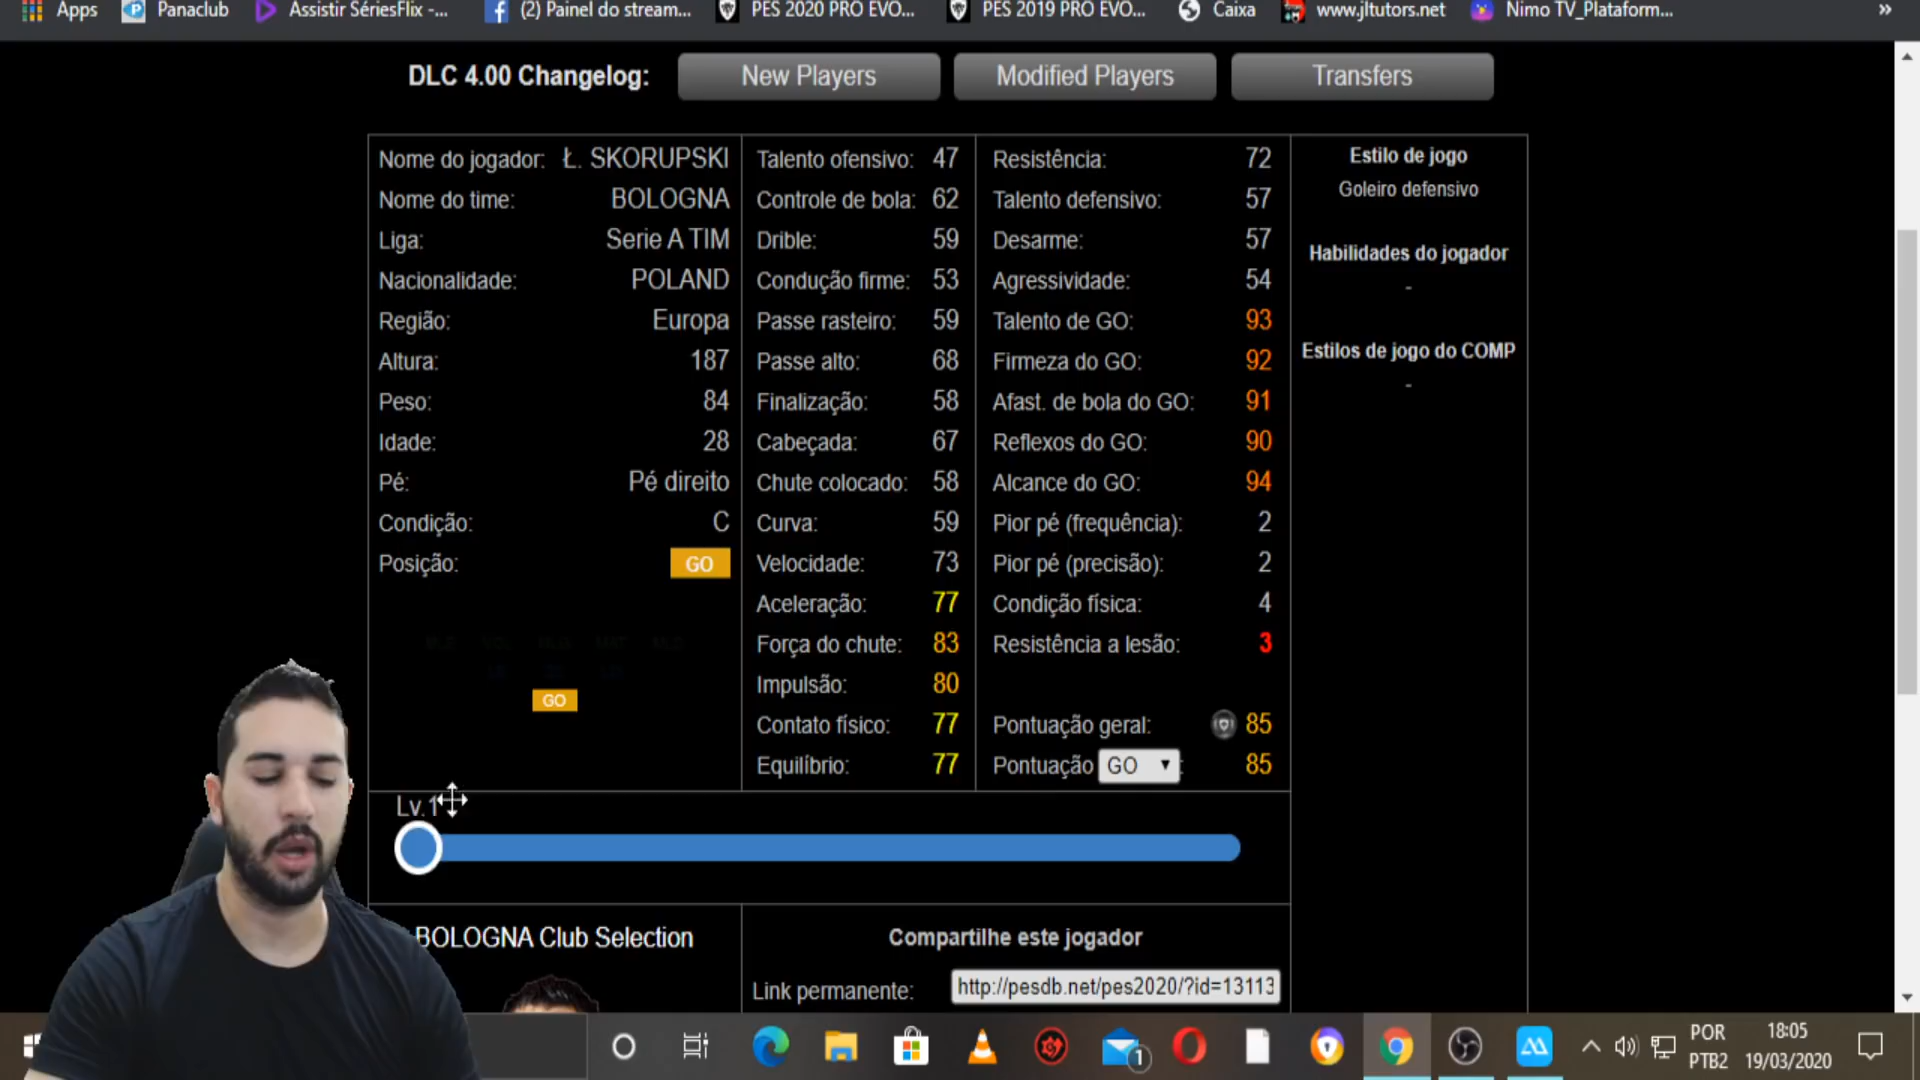 Apps Panaclub Assistir SériesFlix -... (2) Painel do stream... PES 2020 PRO EVO... PES 2019 PRO EVO... Caixa www.jltutors.net Nimo TV_Plataform... »
DLC 4.00 Changelog: New Players Modified Players Transfers
Nome do jogador: Ł. SKORUPSKI
Nome do time: BOLOGNA
Liga: Serie A TIM
Nacionalidade: POLAND
Região: Europa
Altura: 187
Peso: 84
Idade: 28
Pé: Pé direito
Condição: C
Posição: GO
GO
Talento ofensivo: 47
Controle de bola: 62
Drible: 59
Condução firme: 53
Passe rasteiro: 59
Passe alto: 68
Finalização: 58
Cabeçada: 67
Chute colocado: 58
Curva: 59
Velocidade: 73
Aceleração: 77
Força do chute: 83
Impulsão: 80
Contato físico: 77
Equilíbrio: 77
Resistência: 72
Talento defensivo: 57
Desarme: 57
Agressividade: 54
Talento de GO: 93
Firmeza do GO: 92
Afast. de bola do GO: 91
Reflexos do GO: 90
Alcance do GO: 94
Pior pé (frequência): 2
Pior pé (precisão): 2
Condição física: 4
Resistência a lesão: 3
Pontuação geral: 85
Pontuação GO ▼ : 85
Estilo de jogo
Goleiro defensivo
Habilidades do jogador
-
Estilos de jogo do COMP
-
Lv.1
BOLOGNA Club Selection
Compartilhe este jogador
Link permanente: http://pesdb.net/pes2020/?id=13113
1
POR
PTB2
18:05
19/03/2020